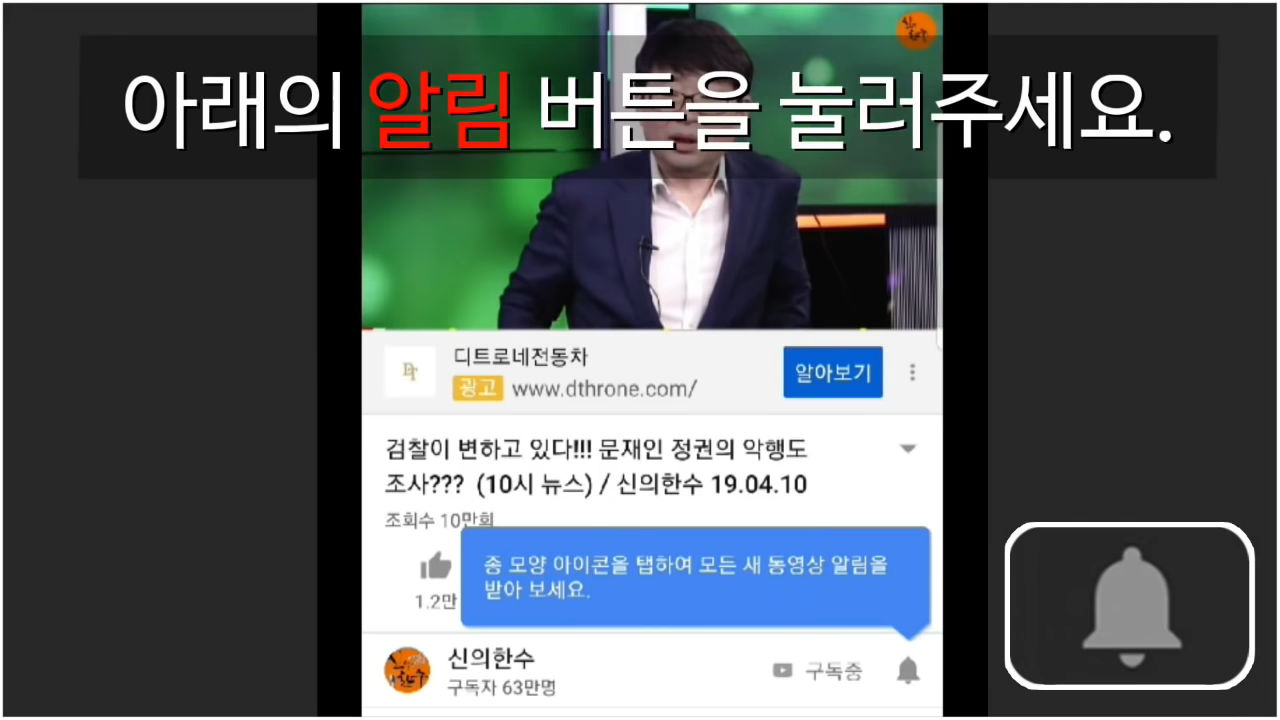 아래의 알림 버튼을 눌러주세요.
디트로네전동차
알아보기
광고 www.dthrone.com/
검찰이 변하고 있다!!! 문재인 정권의 악행도
조사??? (10시 뉴스) / 신의한수 19.04.10
조회수 10만회
종 모양 아이콘을 탭하여 모든 새 동영상 알림을
받아 보세요.
1.2만
신의한수
구독중
구독자 63만명